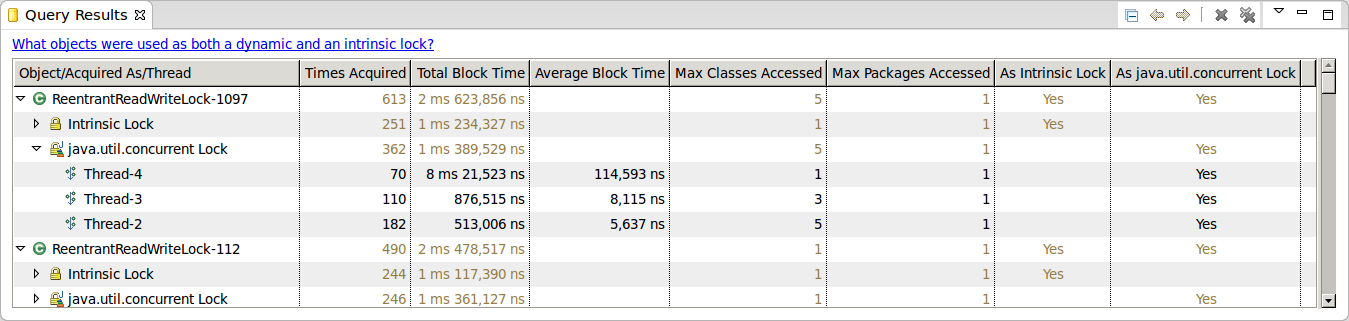 Query Results
What objects were used as both a dynamic and an intrinsic lock?
Object/Acquired As/Thread Times Acquired Total Block Time Average Block Time Max Classes Accessed Max Packages Accessed As Intrinsic Lock As java.util.concurrent Lock
ReentrantReadWriteLock-1097 613 2 ms 623,856 ns 5 1 Yes Yes
Intrinsic Lock 251 1 ms 234,327 ns 1 1 Yes
java.util.concurrent Lock 362 1 ms 389,529 ns 5 1 Yes
Thread-4 70 8 ms 21,523 ns 114,593 ns 1 1 Yes
Thread-3 110 876,515 ns 8,115 ns 3 1 Yes
Thread-2 182 513,006 ns 5,637 ns 5 1 Yes
ReentrantReadWriteLock-112 490 2 ms 478,517 ns 1 1 Yes Yes
Intrinsic Lock 244 1 ms 117,390 ns 1 1 Yes
java.util.concurrent Lock 246 1 ms 361,127 ns 1 1 Yes